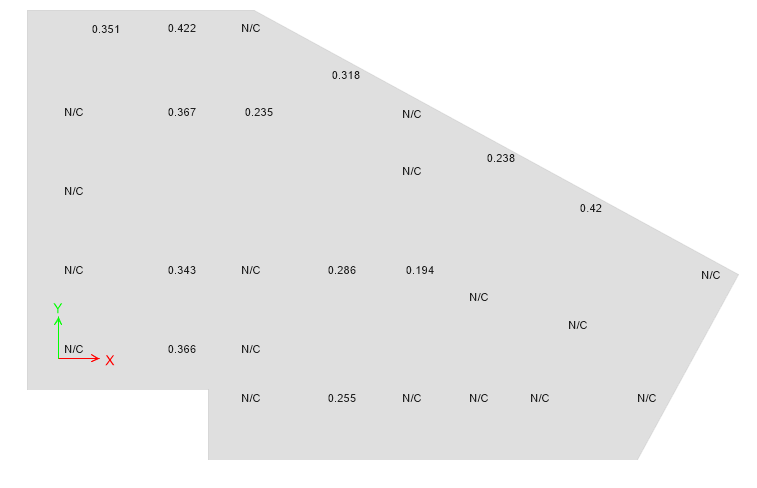 0.351 0.422 N/C
0.318
N/C 0.367 0.235 N/C
0.238
N/C
N/C
0.42
N/C 0.343 N/C 0.286 0.194 N/C
N/C
Y
N/C
N/C 0.366 N/C
X
N/C 0.255 N/C N/C N/C N/C